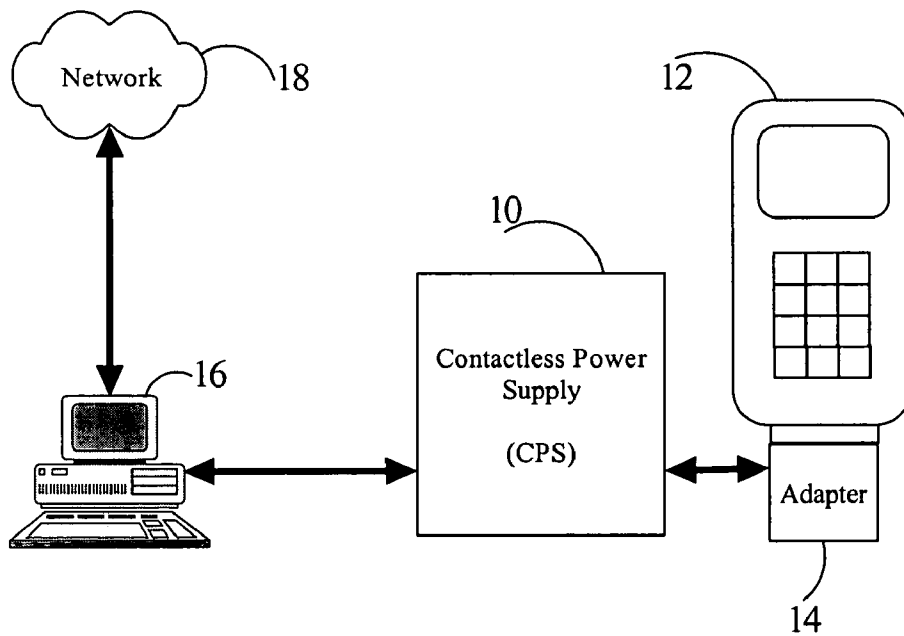 Network
18
12
10
16
Contactless Power
Supply
(CPS)
Adapter
14